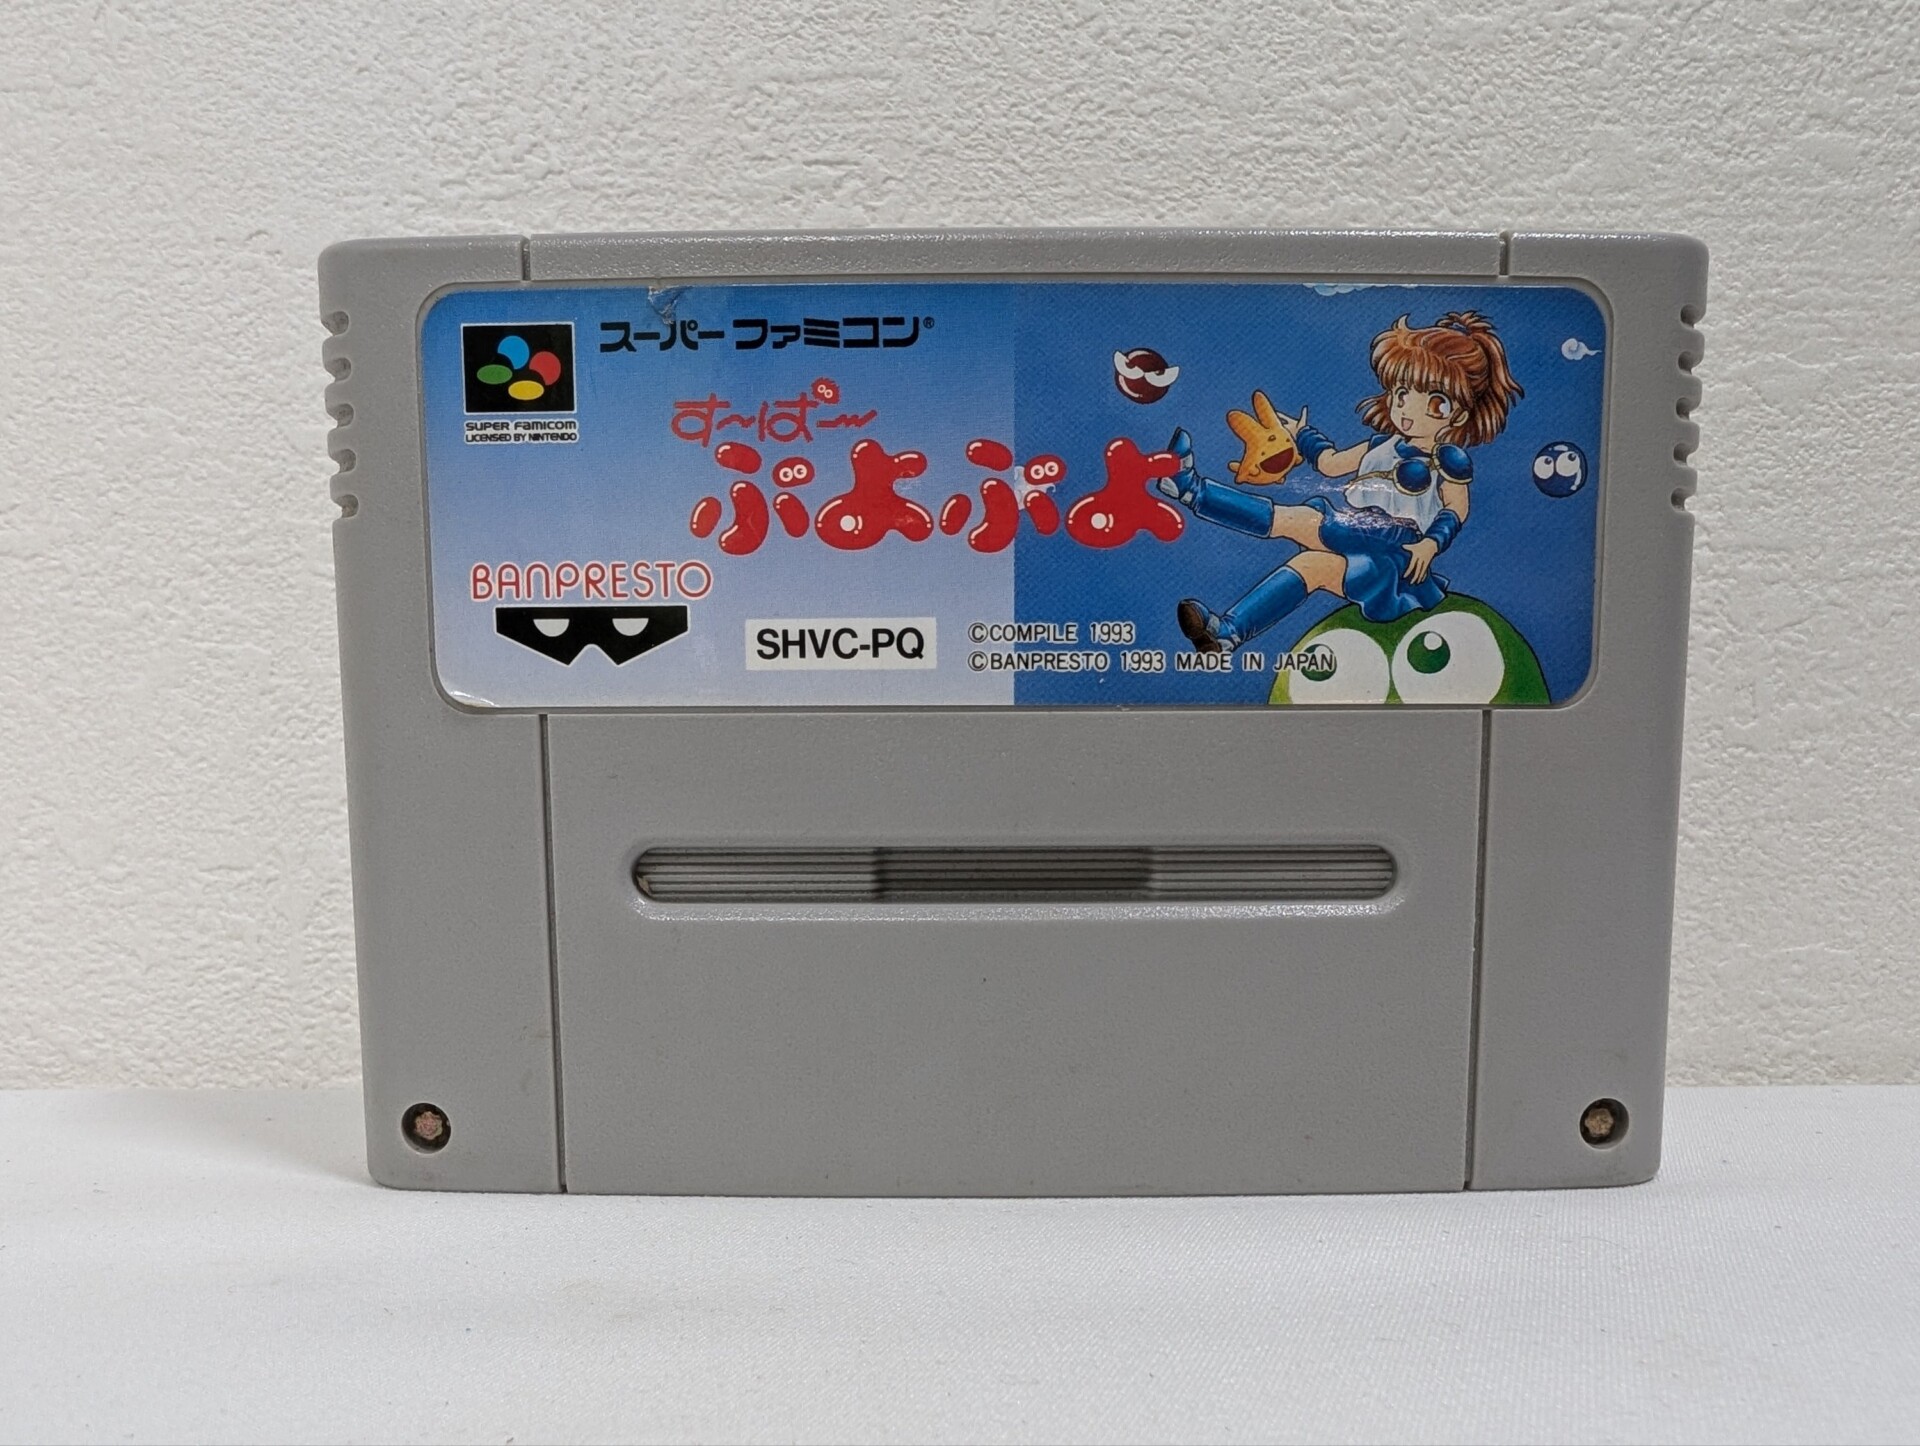 スーパーファミコン®
SUPER FAMICOM
LICENSED BY NINTENDO
す〜ぱ〜
ぷよぷよ
BANPRESTO
SHVC-PQ
©COMPILE 1993
©BANPRESTO 1993 MADE IN JAPAN